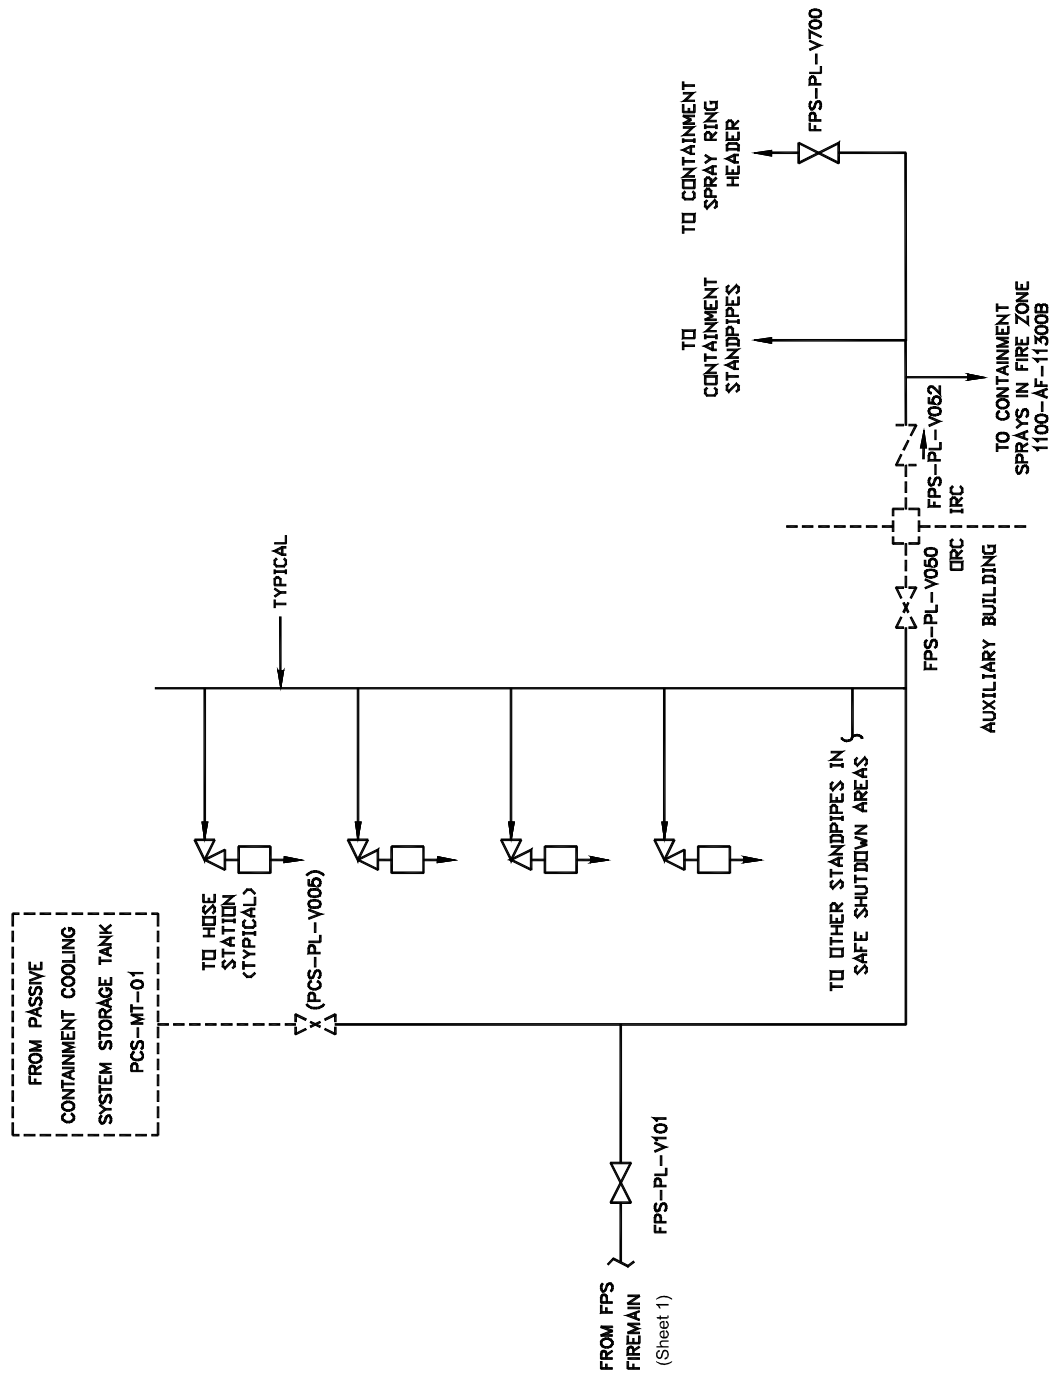 FROM PASSIVE
CONTAINMENT COOLING
SYSTEM STORAGE TANK
PCS-MT-01
(PCS-PL-V005)
TO HOSE
STATION
(TYPICAL)
TYPICAL
FROM FPS
FIREMAIN
(Sheet 1)
FPS-PL-V101
TO OTHER STANDPIPES IN
SAFE SHUTDOWN AREAS
FPS-PL-V050
ORC
IRC
AUXILIARY BUILDING
FPS-PL-V052
TO
CONTAINMENT
STANDPIPES
TO CONTAINMENT
SPRAY RING
HEADER
FPS-PL-V700
TO CONTAINMENT
SPRAYS IN FIRE ZONE
1100-AF-11300B